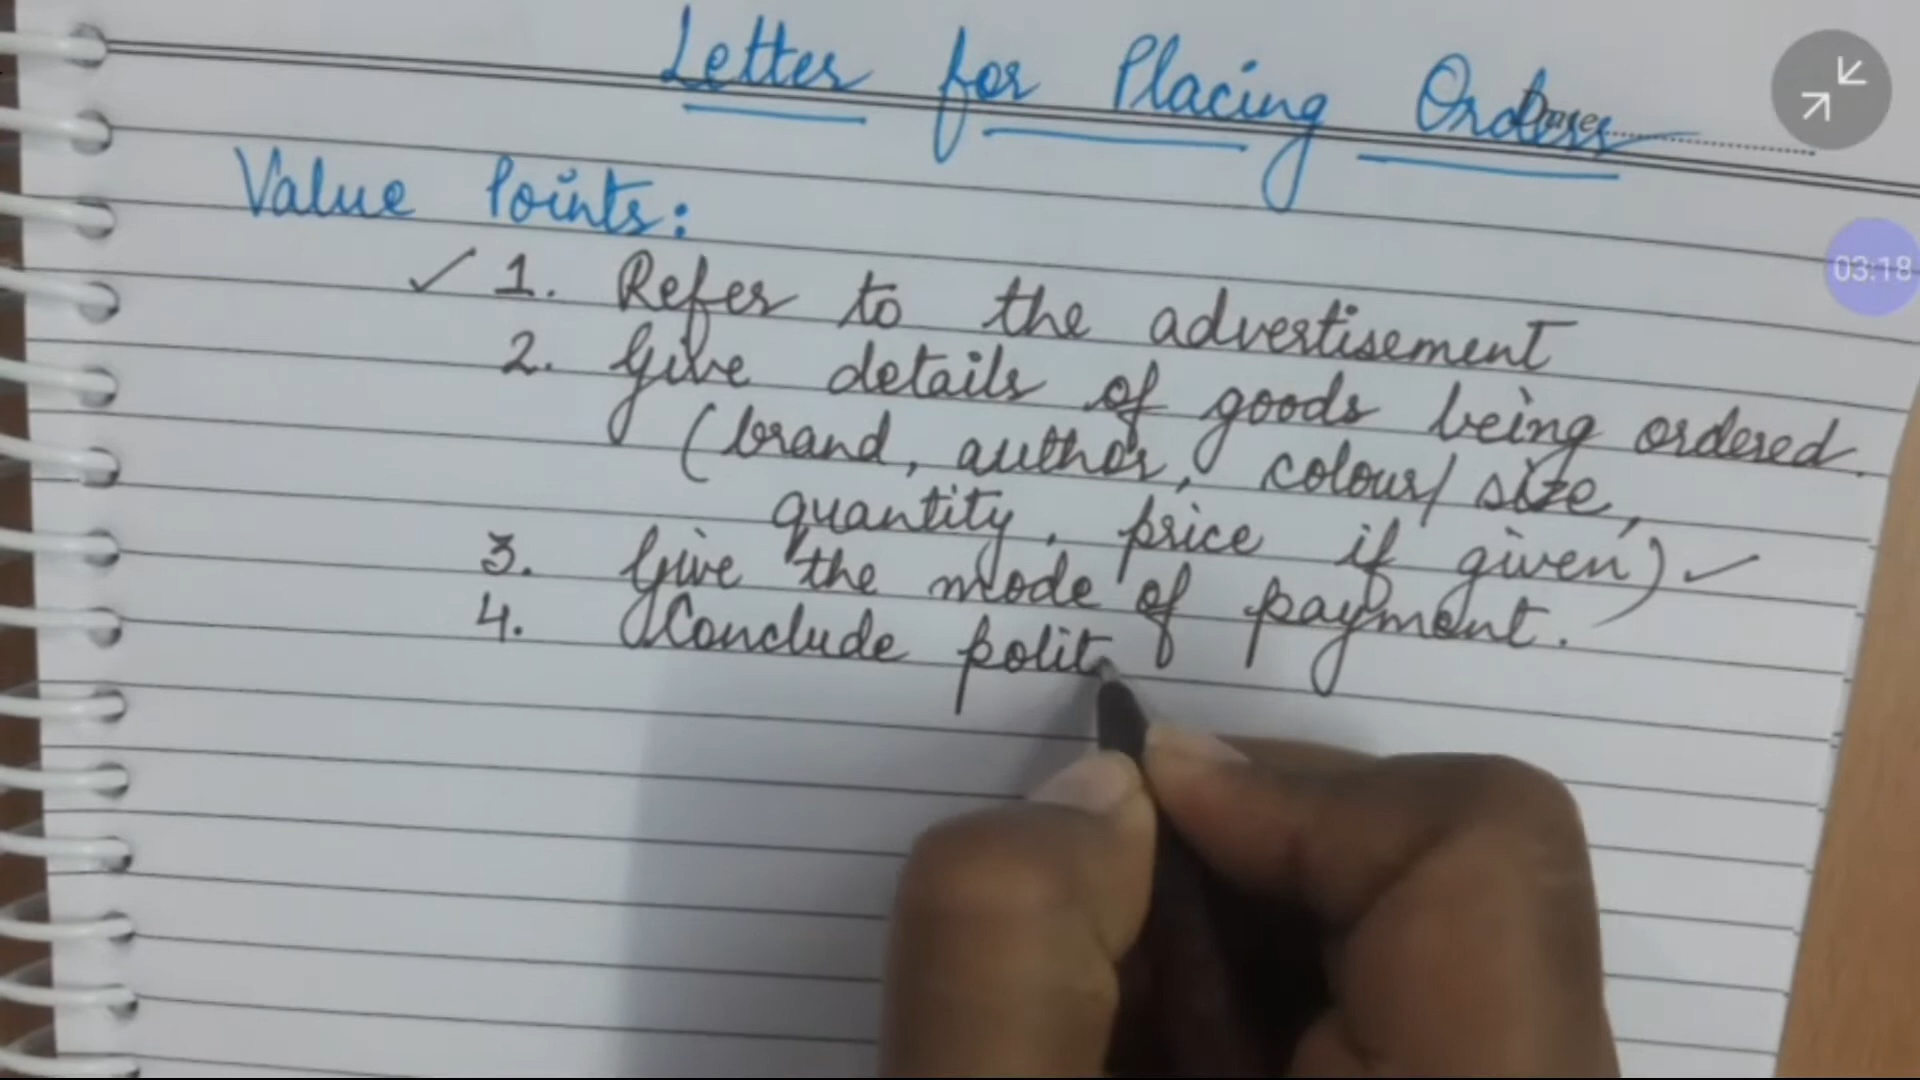 Letter for Placing Orders
Value Points:
✓ 1. Refer to the advertisement
2. Give details of goods being ordered.
(brand, author, colour/size,
quantity, price if given) ✓
3. Give the mode of payment.
4. Conclude polit
03:18